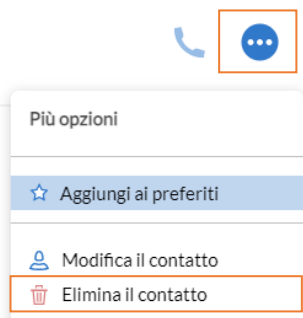 Più opzioni
Aggiungi ai preferiti
Modifica il contatto
Elimina il contatto